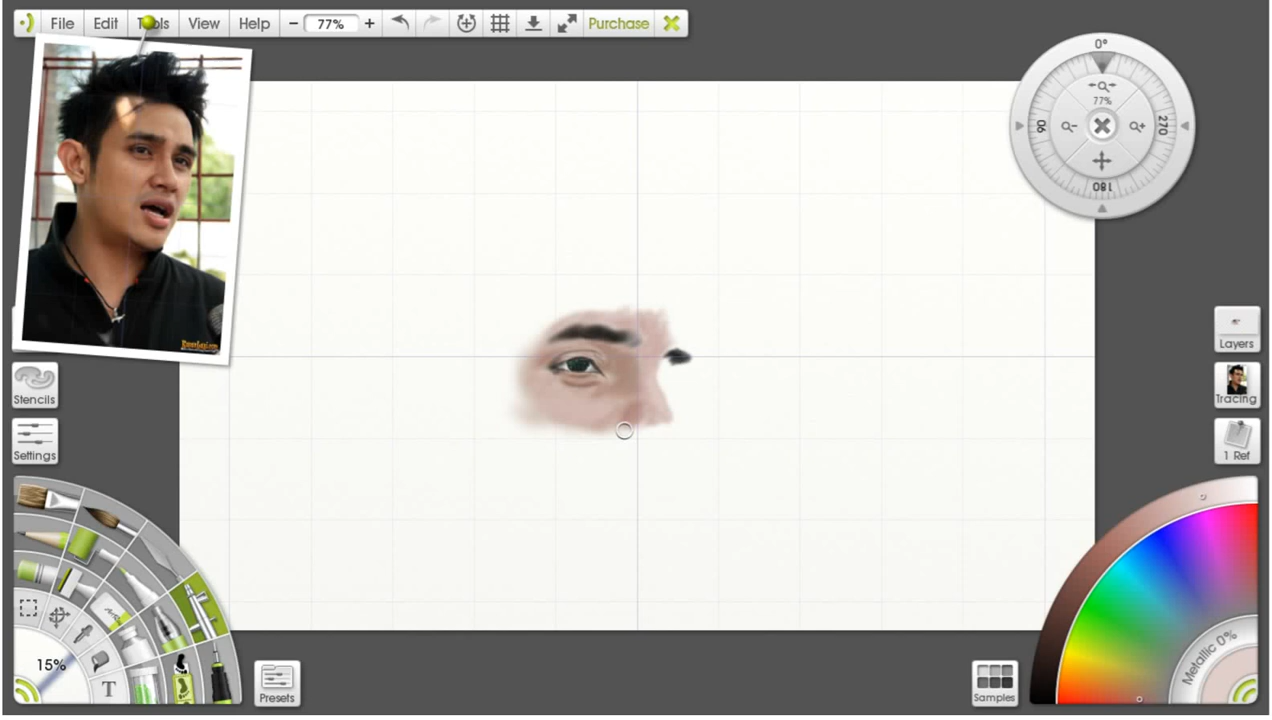 File Edit Tools View Help − 77% + Purchase
0°
77%
90
270
180
Layers
Stencils
Tracing
Settings
1 Ref
15%
T
Presets
Samples
Metallic 0%